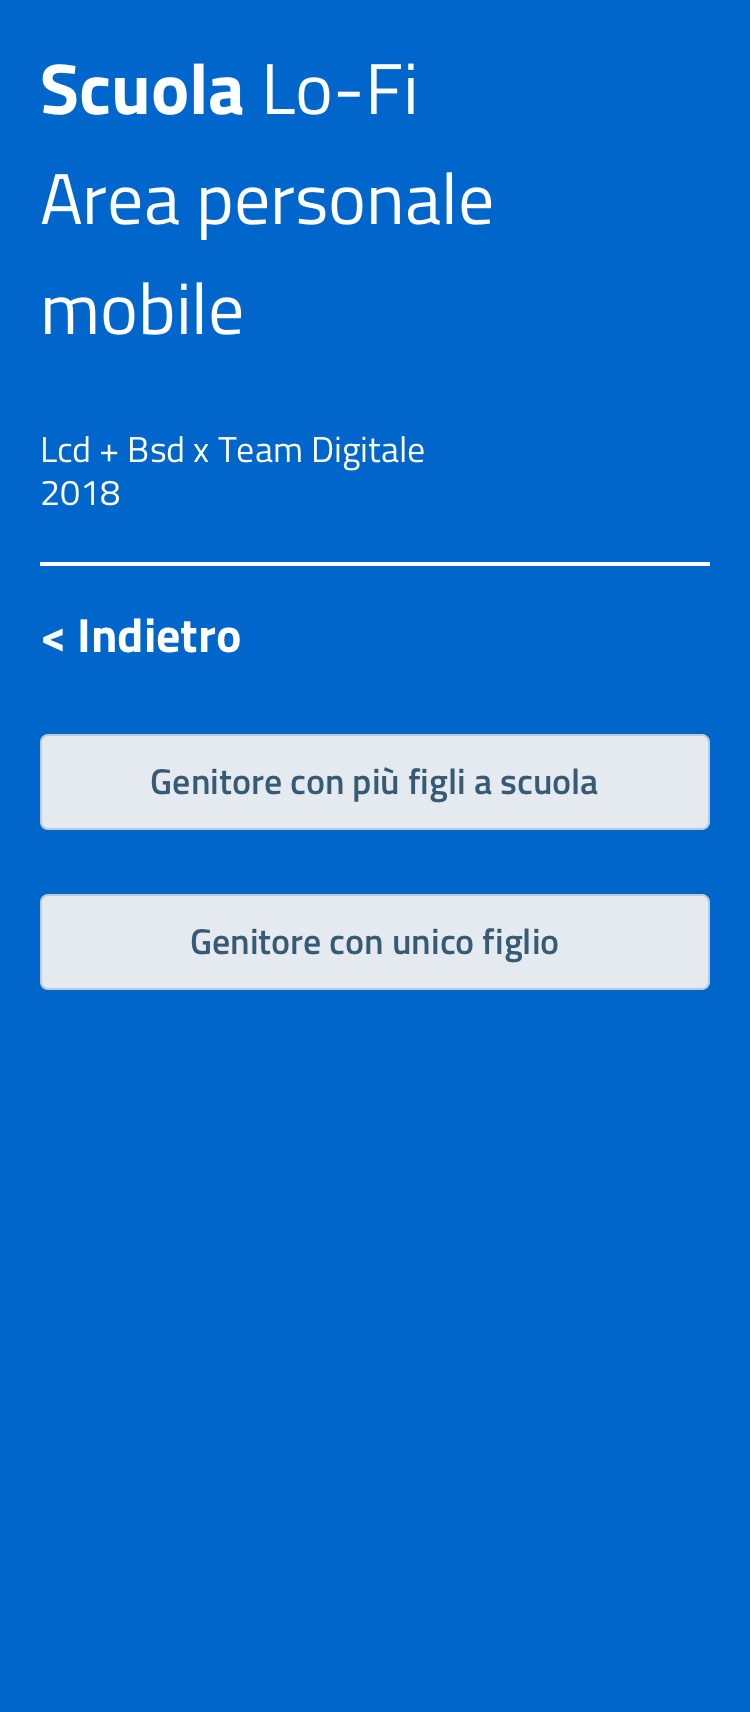 Scuola Lo-Fi
Area personale
mobile
Lcd + Bsd x Team Digitale
2018
< Indietro
Genitore con più figli a scuola
Genitore con unico figlio